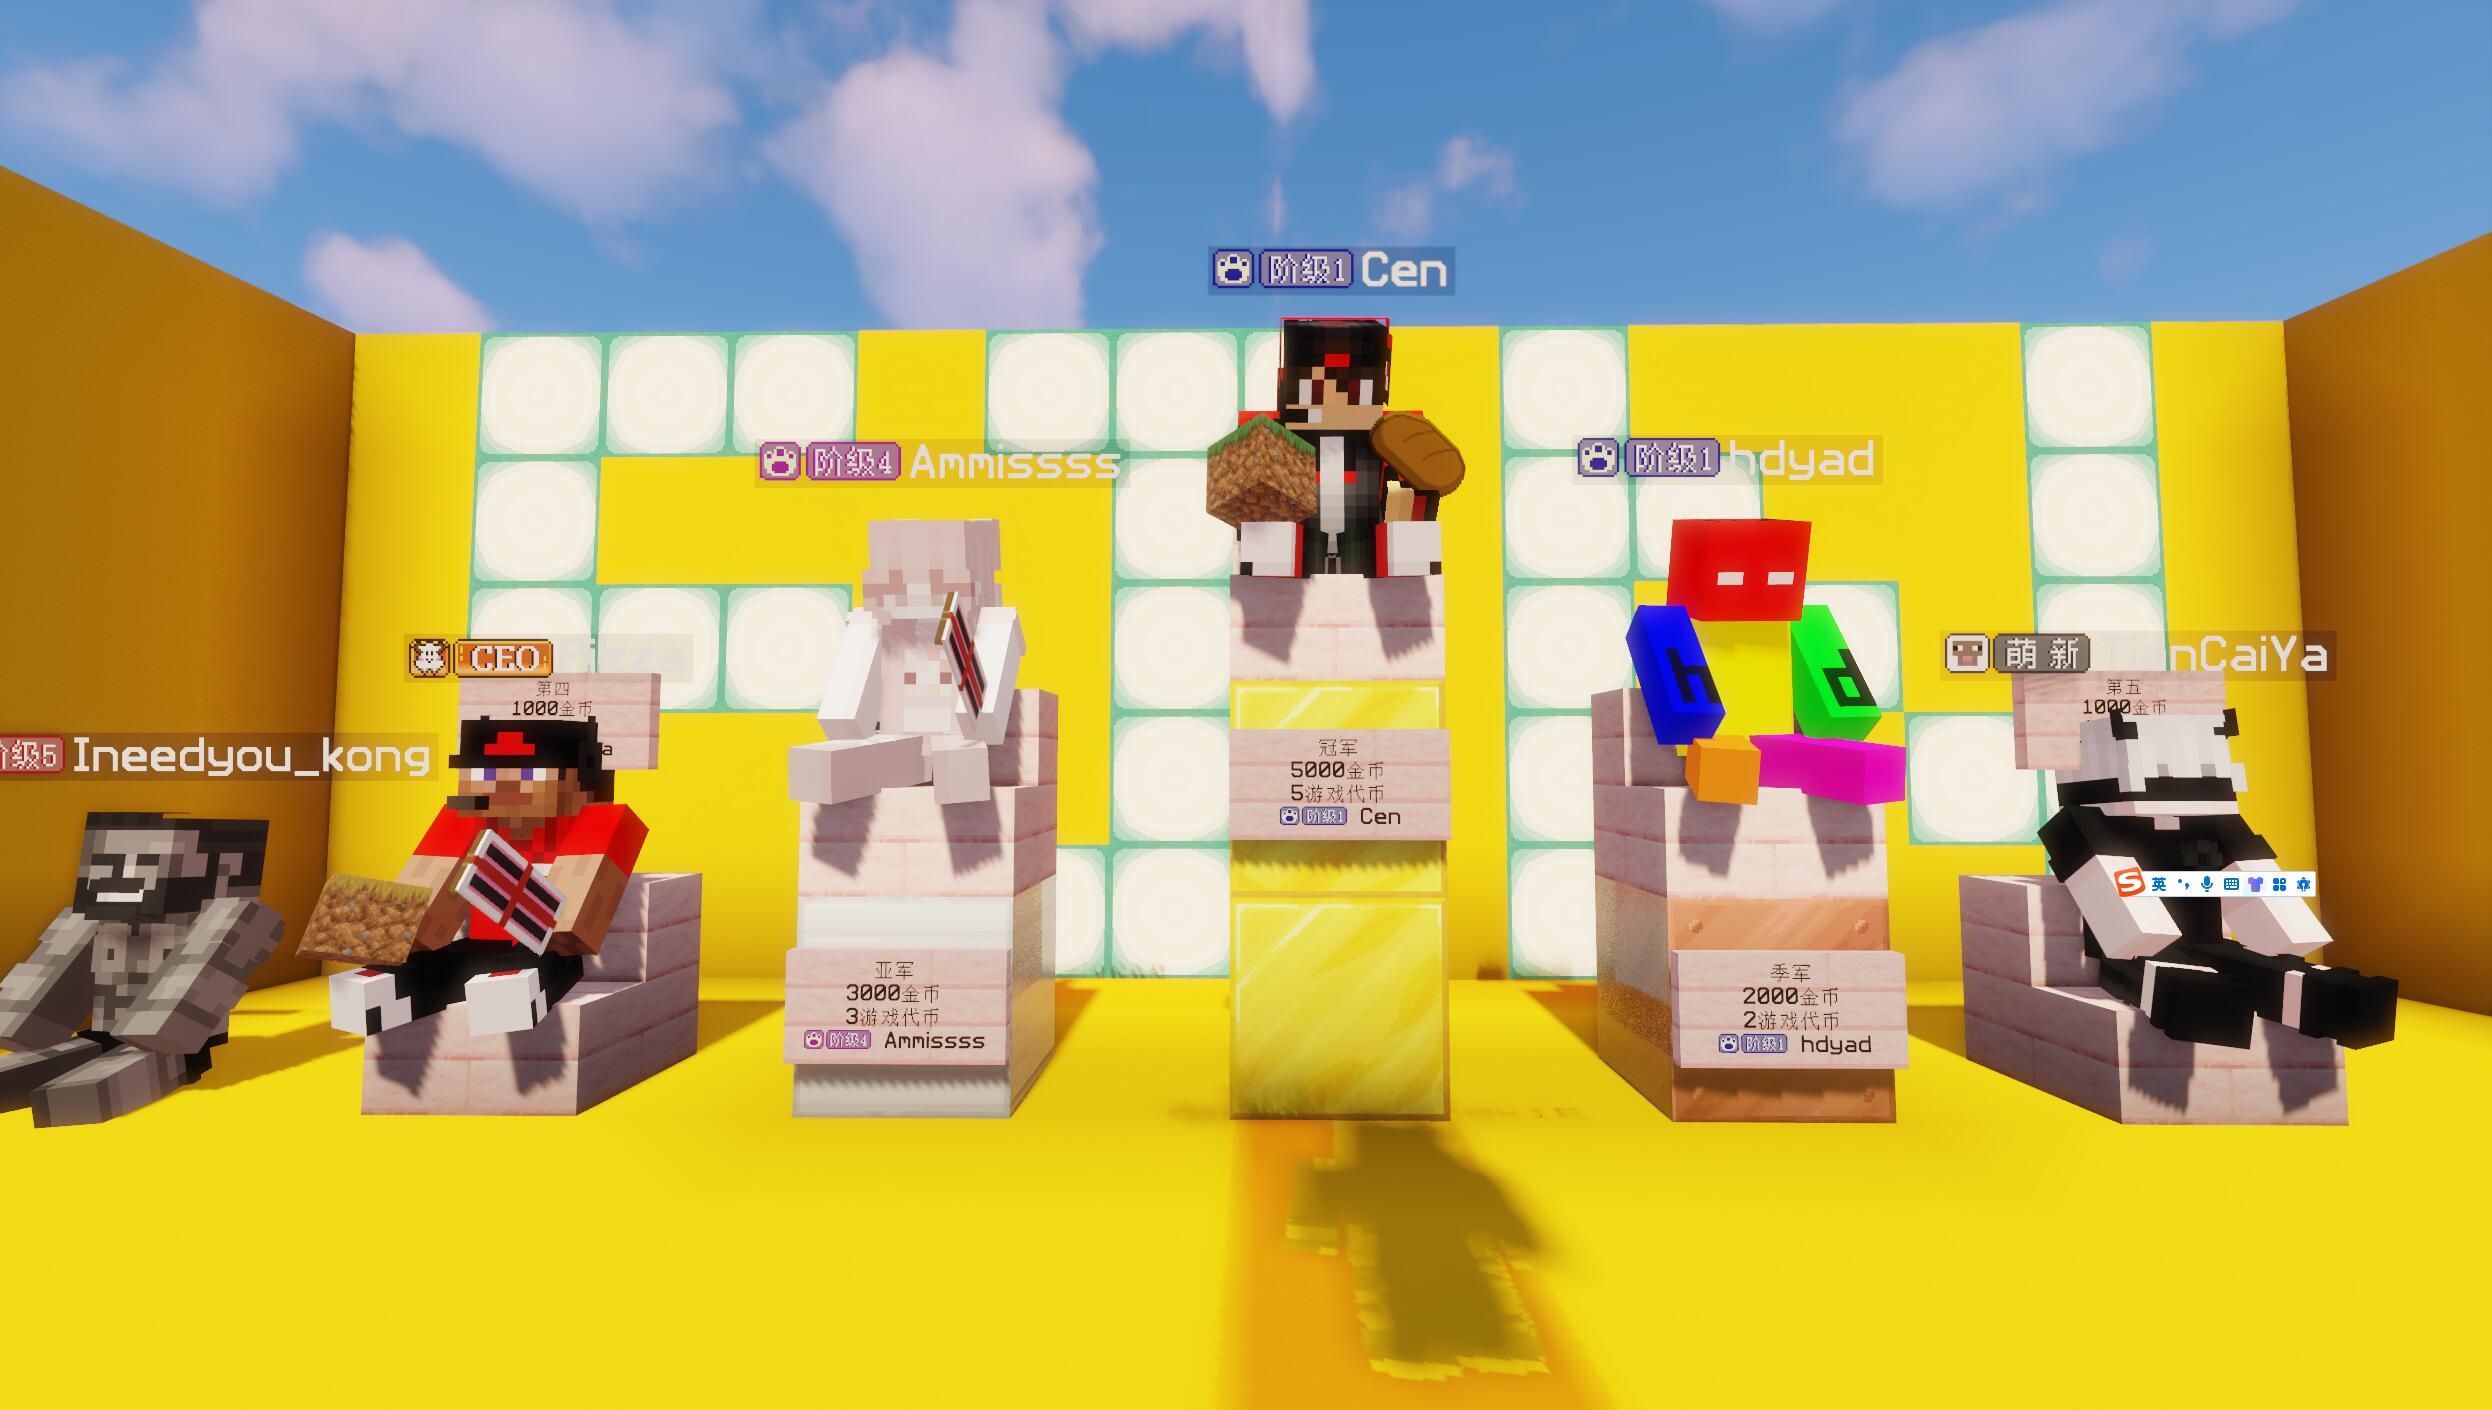 阶级1 Cen
阶级4 Ammissss
阶级1 hdyad
CEO Pizza
萌新 TianCaiYa
阶级5 Ineedyou_kong
第四
1000金币
a
第五
1000金币
冠军
5000金币
5游戏代币
阶级1 Cen
亚军
3000金币
3游戏代币
阶级4 Ammissss
季军
2000金币
2游戏代币
阶级1 hdyad
h
d
英